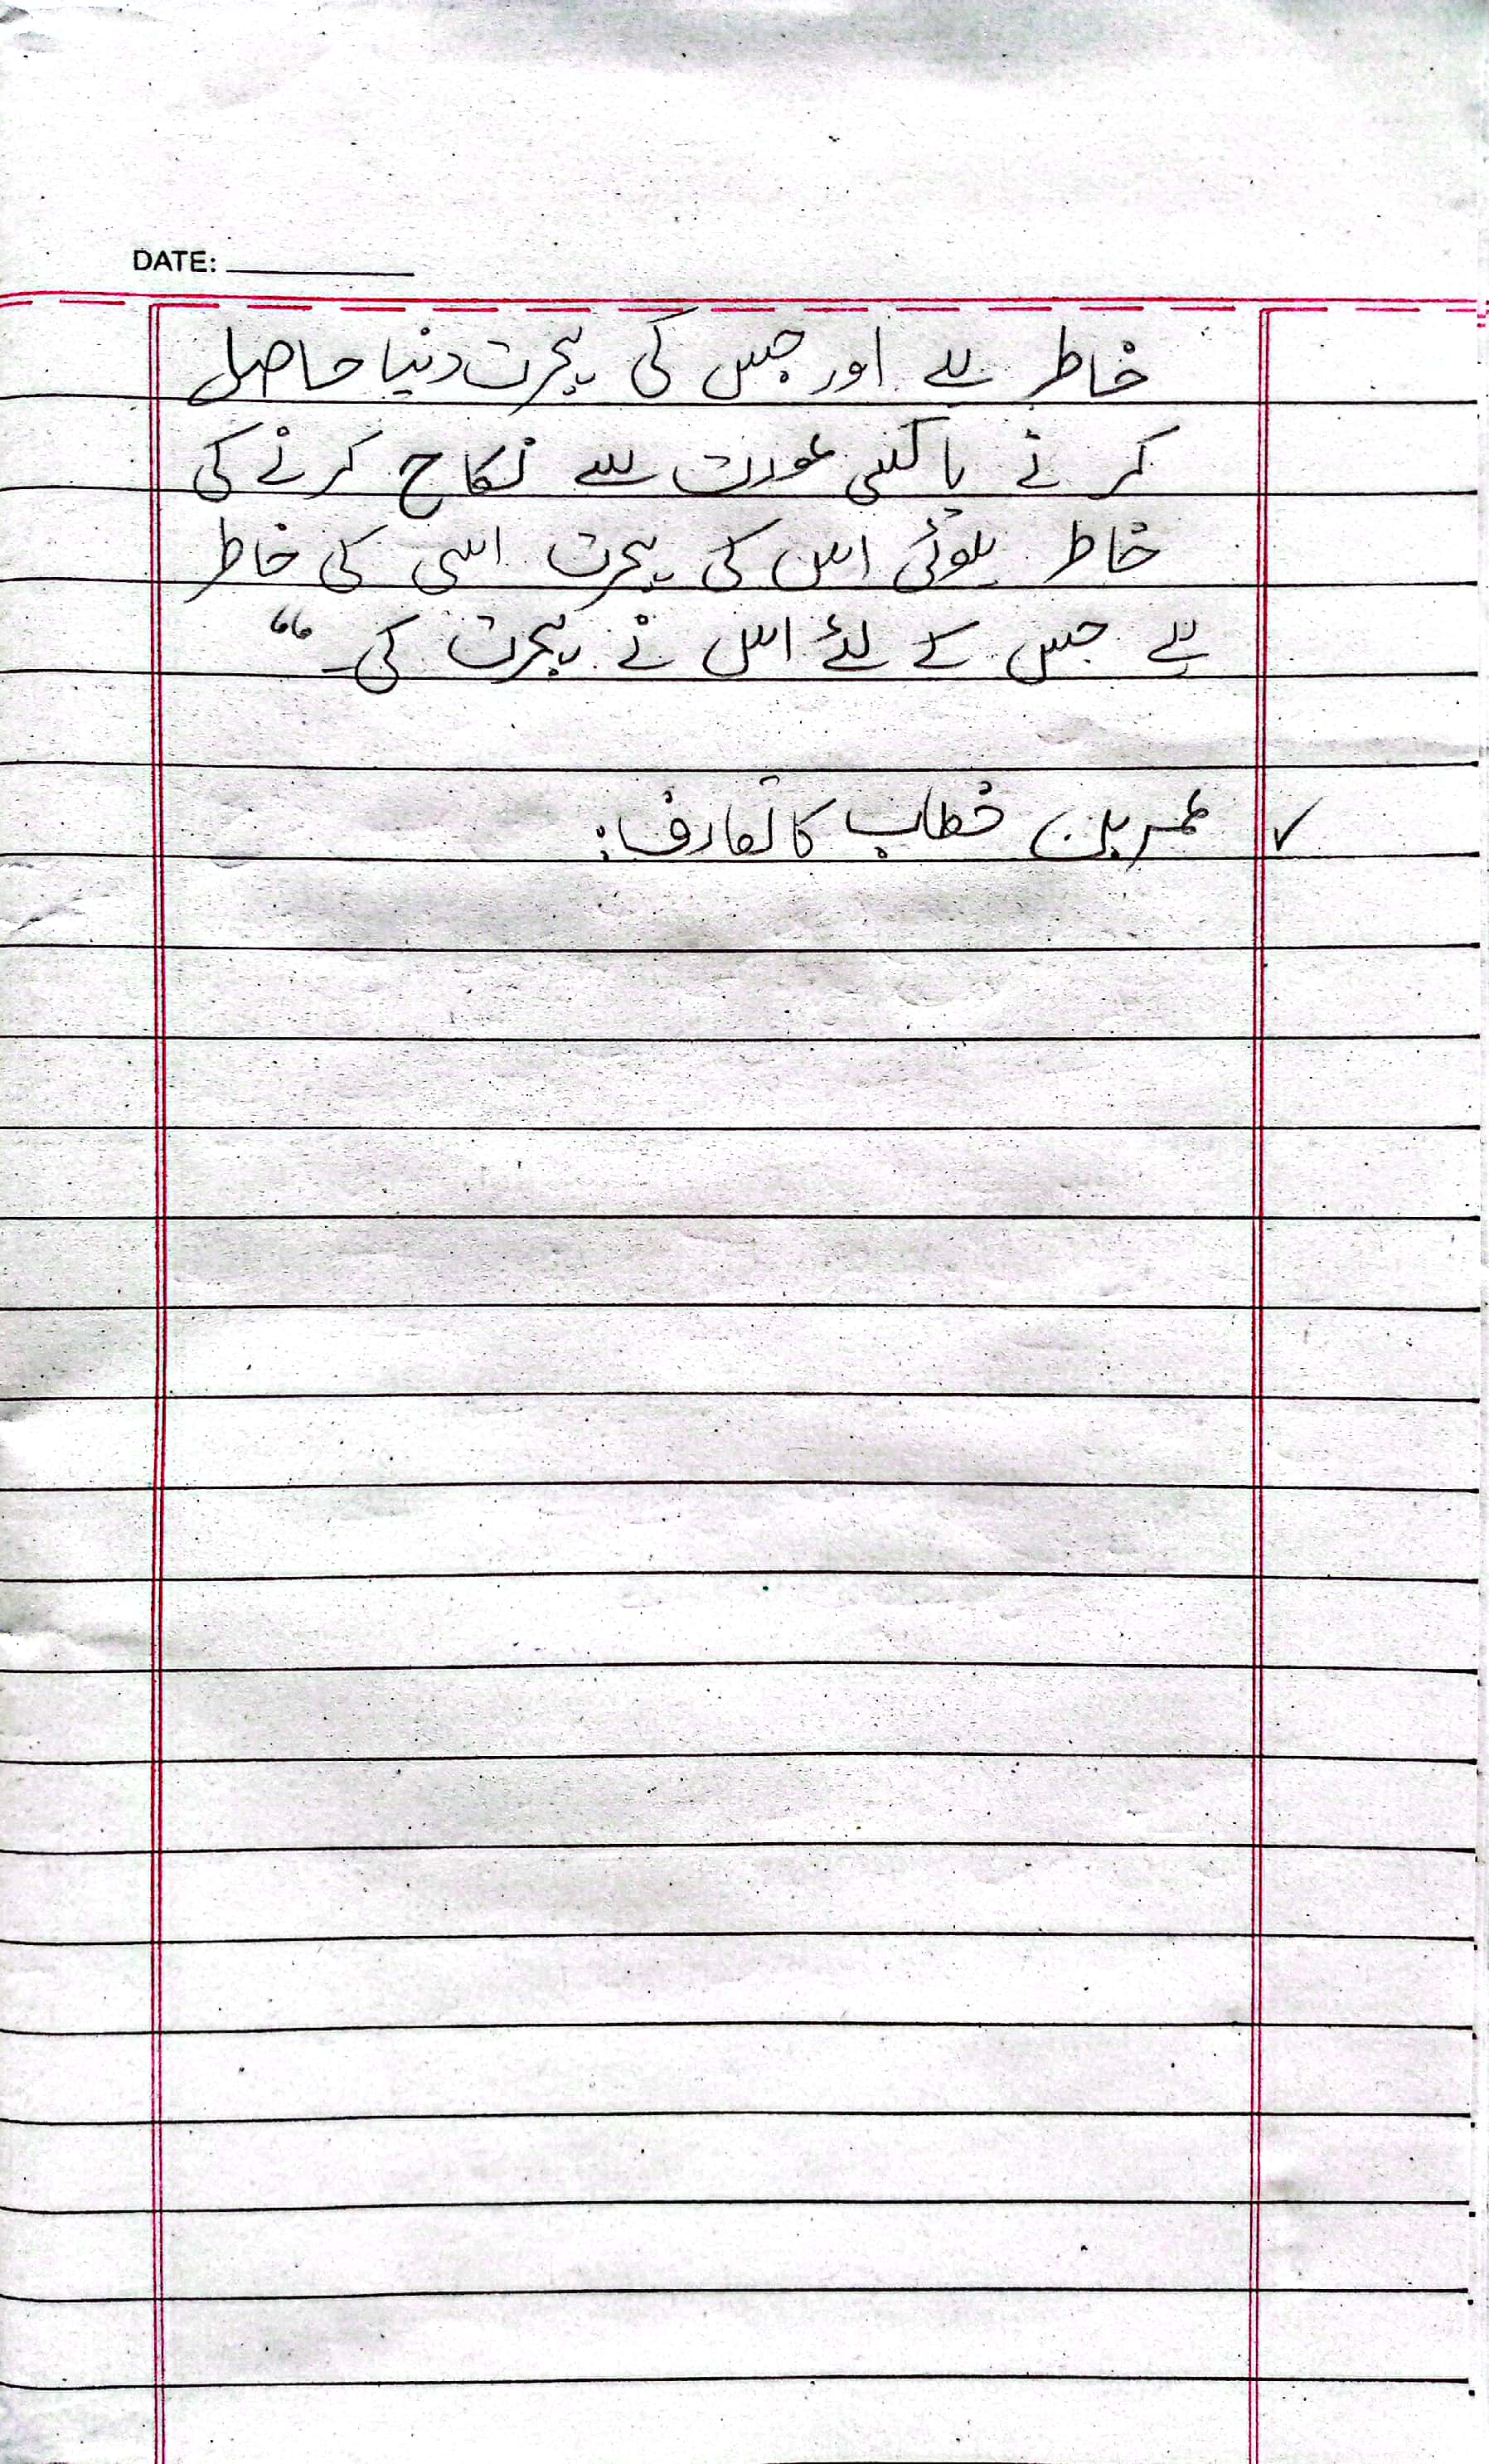 DATE:
خاطر ہے اور جس کی ہجرت دنیا حاصل
کرنے یا کسی عورت سے نکاح کرنے کی
خاطر ہوئی اس کی ہجرت اسی کی خاطر
ہے جس کے لئے اس نے ہجرت کی۔“
✓ عمر بن خطاب کا تعارف: